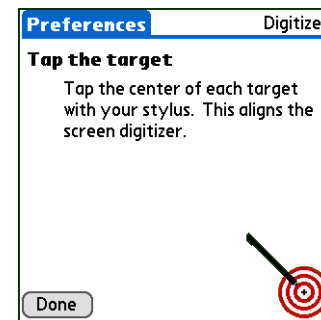 Preferences Digitize
Tap the target
Tap the center of each target
with your stylus. This aligns the
screen digitizer.
Done